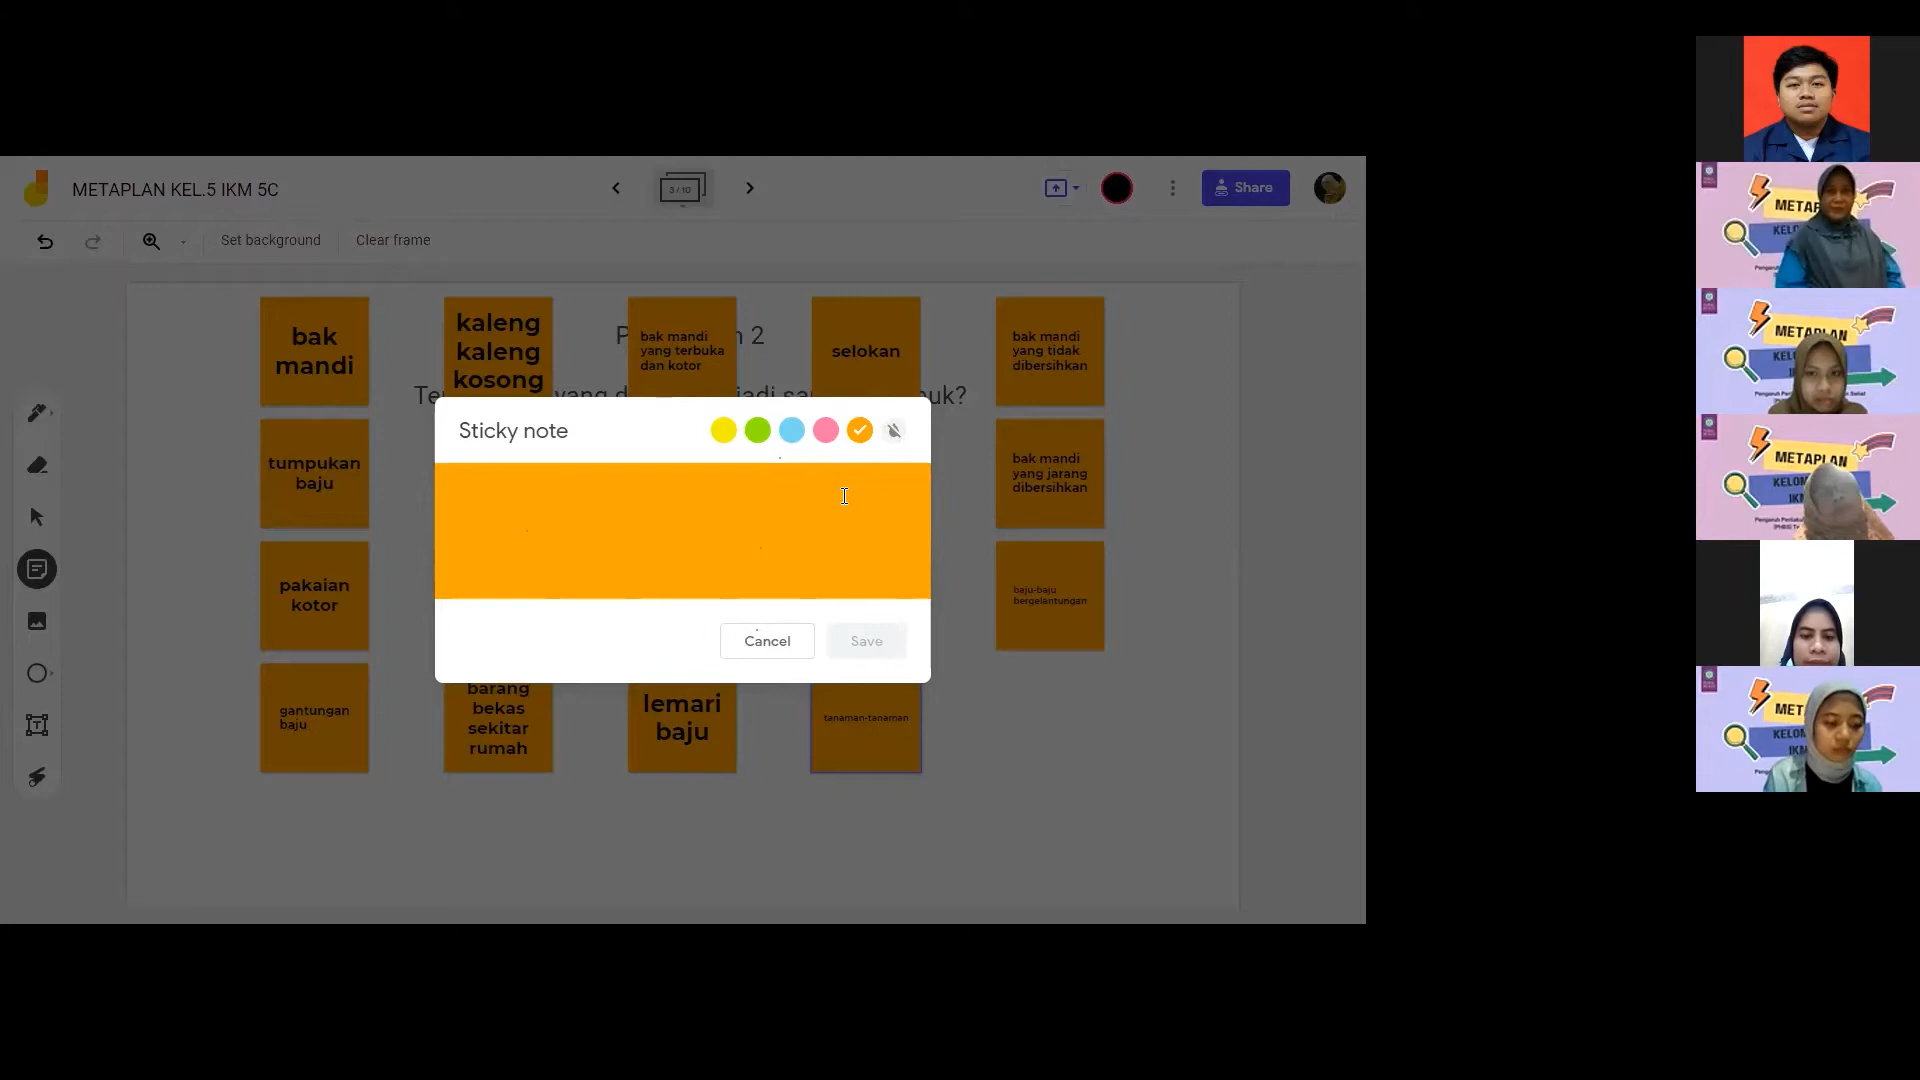 METAPLAN KEL.5 IKM 5C
3 / 10
Share
Set background
Clear frame
bak
mandi
kaleng
kaleng
kosong
bak mandi
yang terbuka
dan kotor
2
selokan
bak mandi
yang tidak
dibersihkan
yang
tumpukan
baju
Sticky note
bak mandi
yang jarang
dibersihkan
pakaian
kotor
baju-baju
bergelantungan
Cancel
Save
gantungan
baju
barang
bekas
sekitar
rumah
lemari
baju
tanaman-tanaman
METAPLAN
METAPLAN